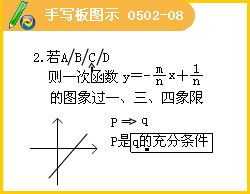 手写板图示 0502-08
2.若A/B/C/D
则一次函数 y=-m/n x+1/n
的图象过一、三、四象限
P ⇒ q
P是q的充分条件